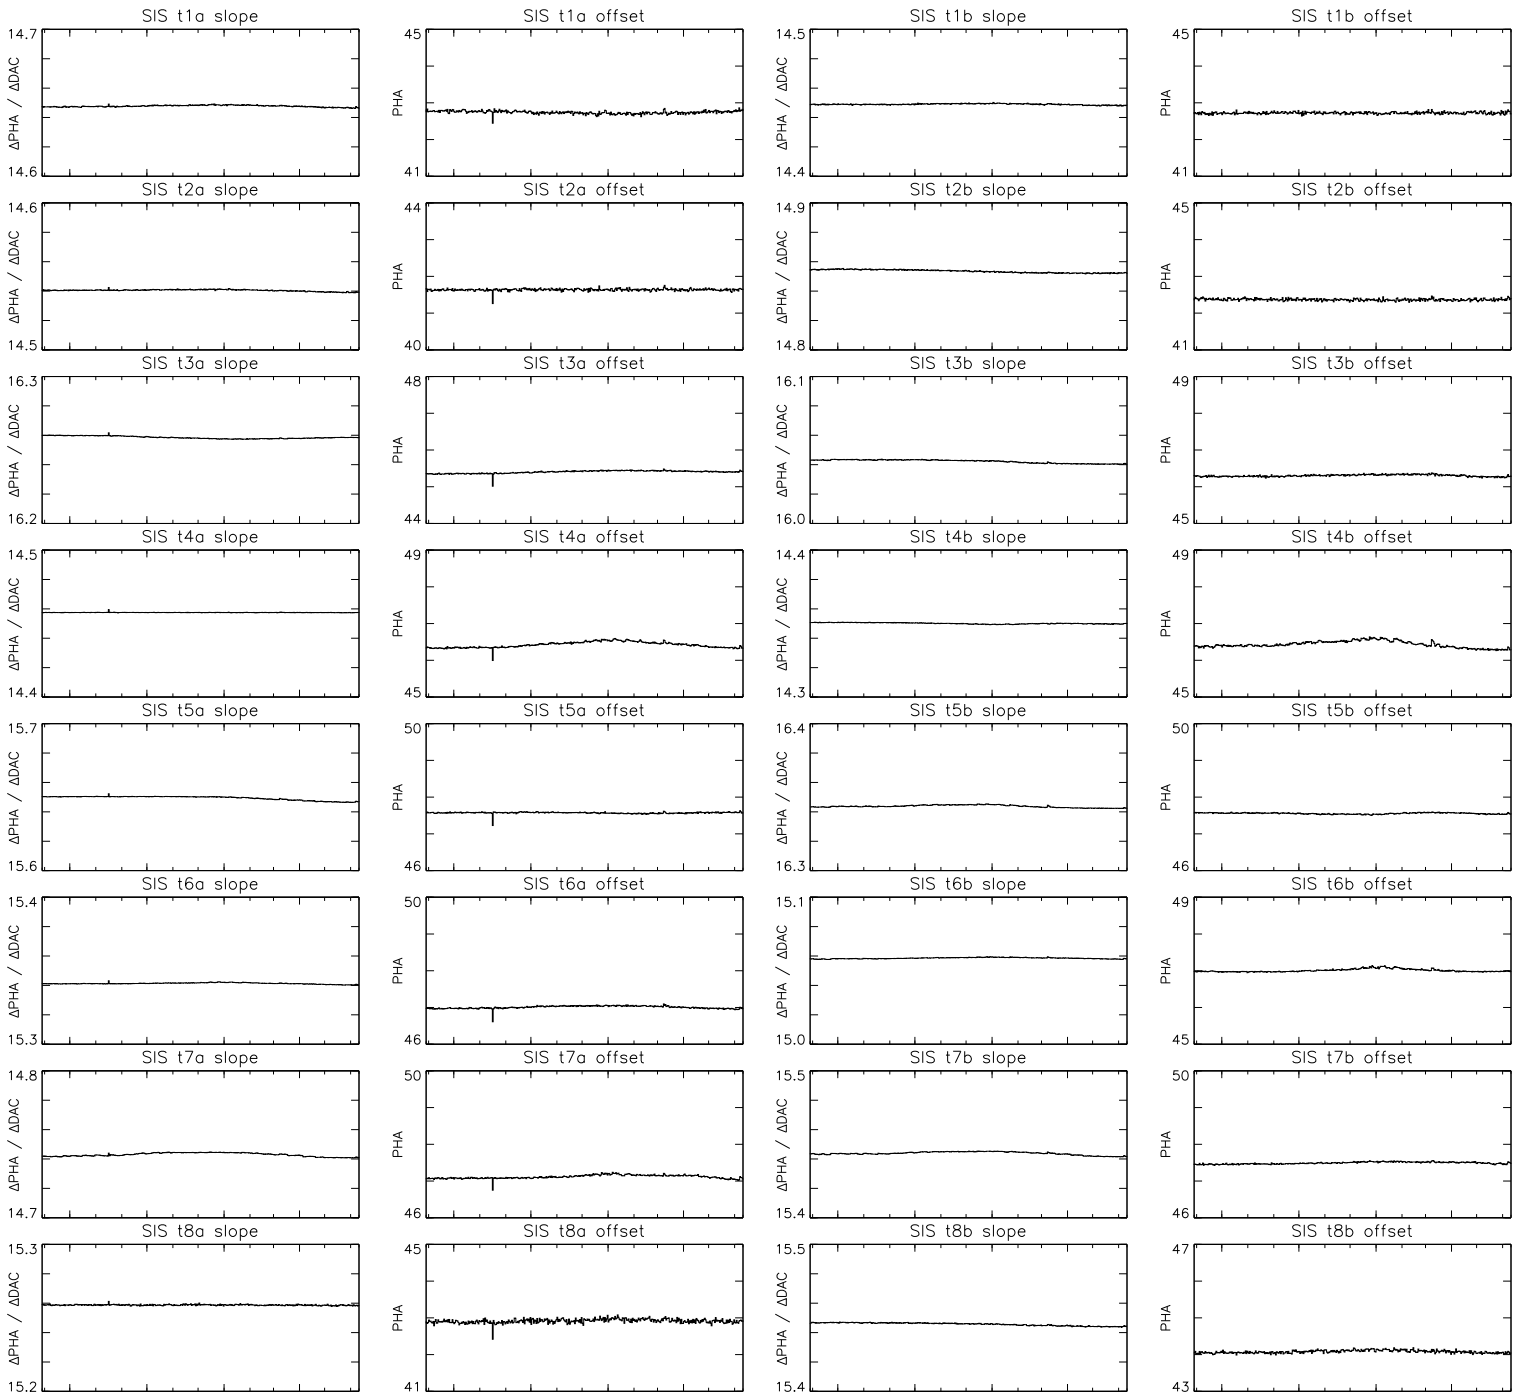 SIS t1a slope SIS t1a offset SIS t1b slope SIS t1b offset
14.7 45 14.5 45
ΔPHA / ΔDAC PHA ΔPHA / ΔDAC PHA
14.6 41 14.4 41
SIS t2a slope SIS t2a offset SIS t2b slope SIS t2b offset
14.6 44 14.9 45
ΔPHA / ΔDAC PHA ΔPHA / ΔDAC PHA
14.5 40 14.8 41
SIS t3a slope SIS t3a offset SIS t3b slope SIS t3b offset
16.3 48 16.1 49
ΔPHA / ΔDAC PHA ΔPHA / ΔDAC PHA
16.2 44 16.0 45
SIS t4a slope SIS t4a offset SIS t4b slope SIS t4b offset
14.5 49 14.4 49
ΔPHA / ΔDAC PHA ΔPHA / ΔDAC PHA
14.4 45 14.3 45
SIS t5a slope SIS t5a offset SIS t5b slope SIS t5b offset
15.7 50 16.4 50
ΔPHA / ΔDAC PHA ΔPHA / ΔDAC PHA
15.6 46 16.3 46
SIS t6a slope SIS t6a offset SIS t6b slope SIS t6b offset
15.4 50 15.1 49
ΔPHA / ΔDAC PHA ΔPHA / ΔDAC PHA
15.3 46 15.0 45
SIS t7a slope SIS t7a offset SIS t7b slope SIS t7b offset
14.8 50 15.5 50
ΔPHA / ΔDAC PHA ΔPHA / ΔDAC PHA
14.7 46 15.4 46
SIS t8a slope SIS t8a offset SIS t8b slope SIS t8b offset
15.3 45 15.5 47
ΔPHA / ΔDAC PHA ΔPHA / ΔDAC PHA
15.2 41 15.4 43